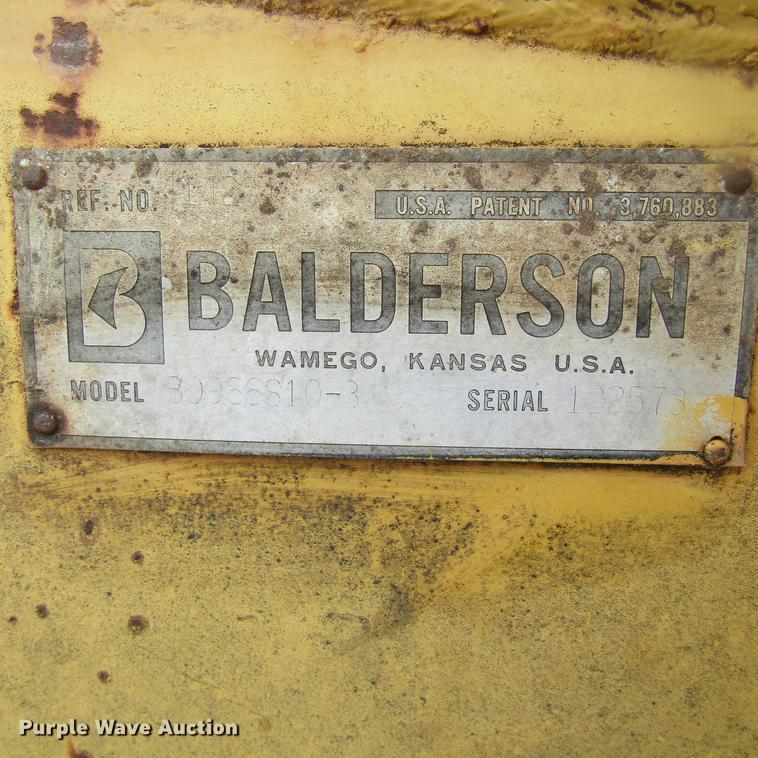 REF. NO.
U.S.A. PATENT NO. 3,760,883
B BALDERSON
WAMEGO, KANSAS U.S.A.
MODEL
SERIAL
Purple Wave Auction